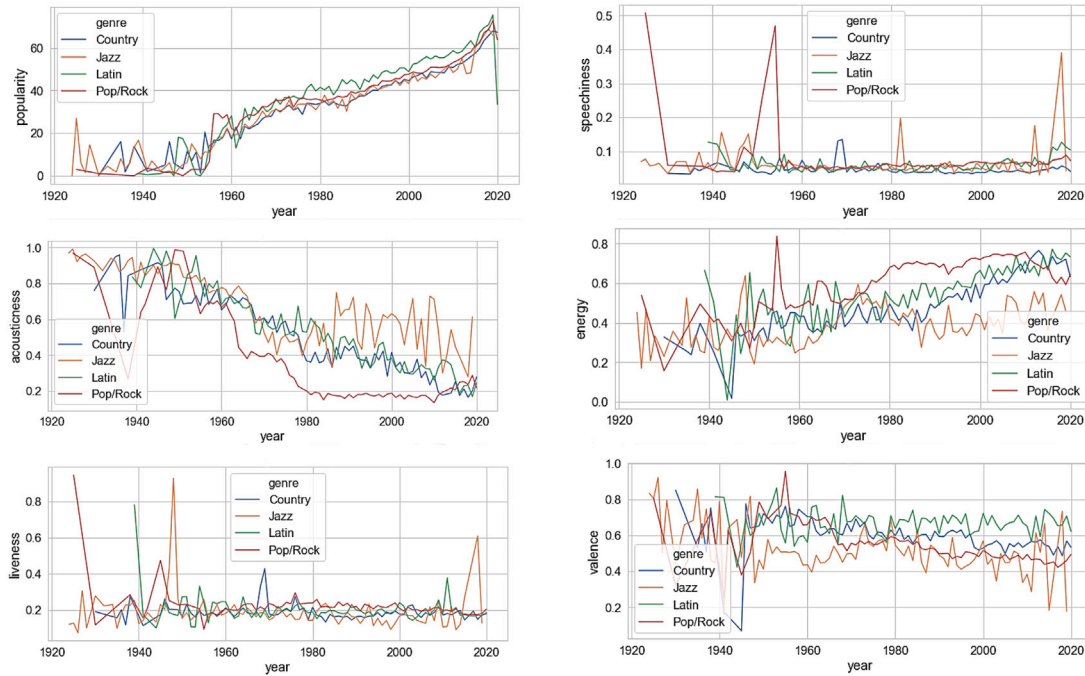 popularity
60
40
20
0
genre
Country
Jazz
Latin
Pop/Rock
1920 1940 1960 1980 2000 2020
year
speechiness
0.5
0.4
0.3
0.2
0.1
genre
Country
Jazz
Latin
Pop/Rock
1920 1940 1960 1980 2000 2020
year
acousticness
1.0
0.8
0.6
0.4
0.2
genre
Country
Jazz
Latin
Pop/Rock
1920 1940 1960 1980 2000 2020
year
energy
0.8
0.6
0.4
0.2
0.0
genre
Country
Jazz
Latin
Pop/Rock
1920 1940 1960 1980 2000 2020
year
liveness
0.8
0.6
0.4
0.2
genre
Country
Jazz
Latin
Pop/Rock
1920 1940 1960 1980 2000 2020
year
valence
1.0
0.8
0.6
0.4
0.2
genre
Country
Jazz
Latin
Pop/Rock
1920 1940 1960 1980 2000 2020
year